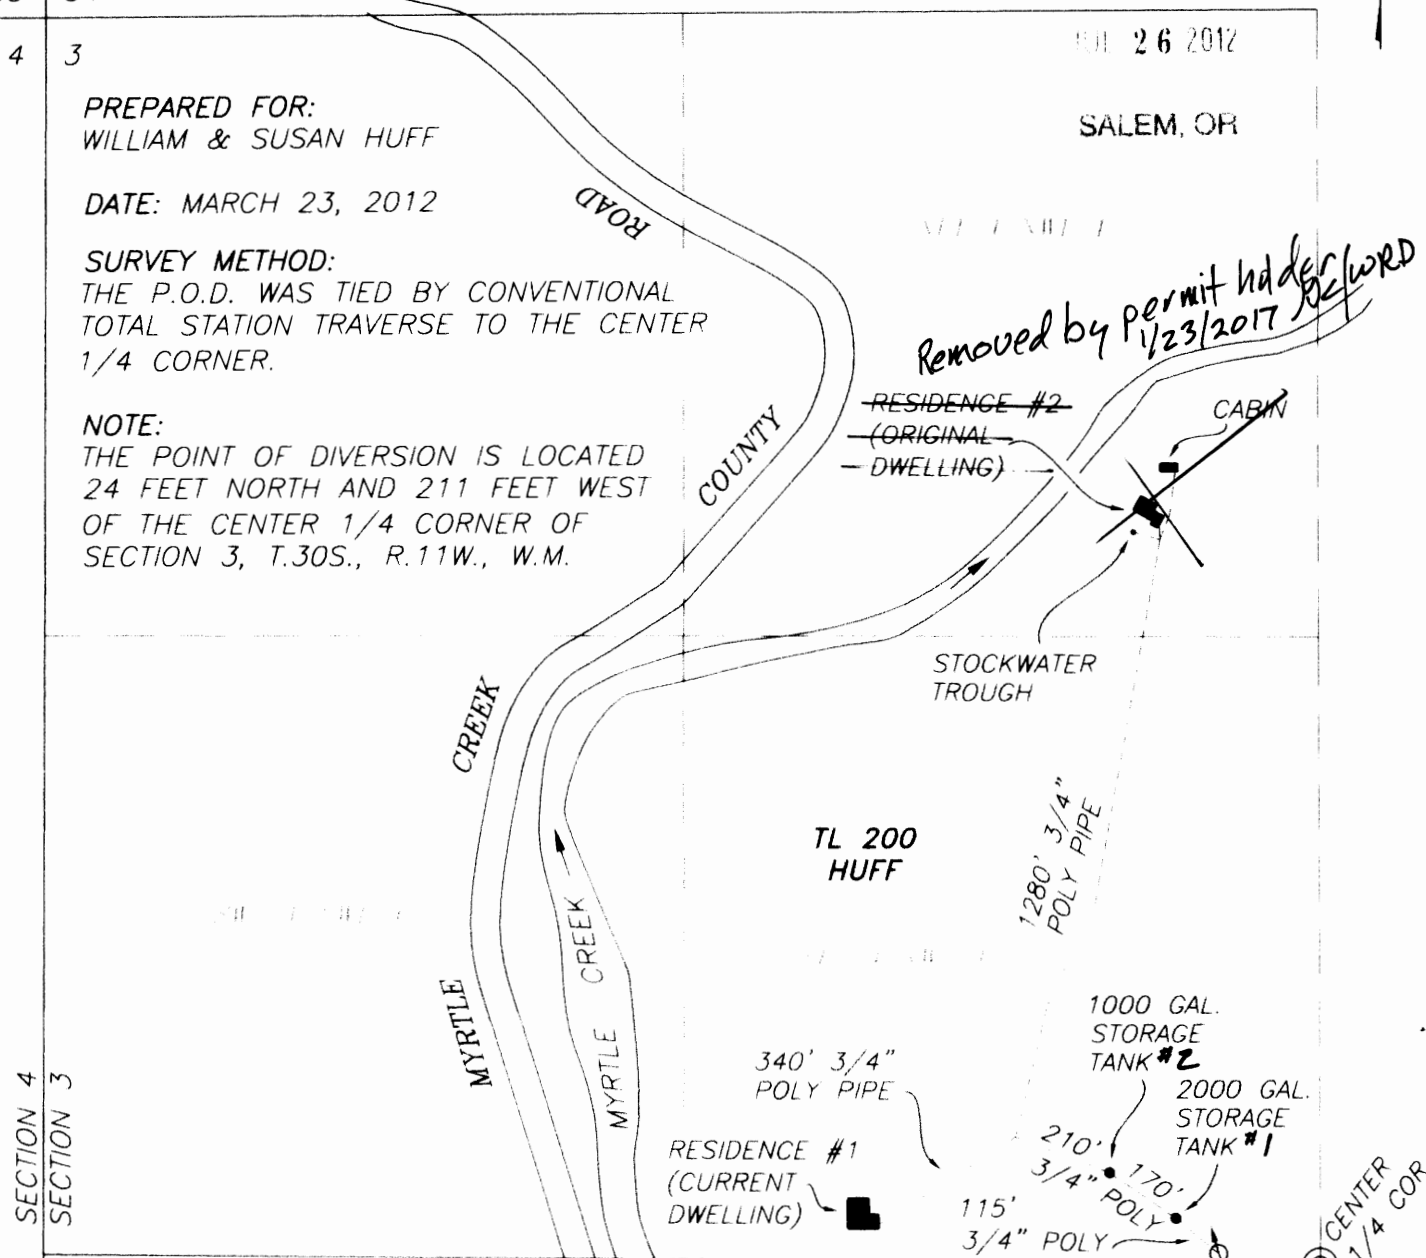 4
3
26 2012
SALEM, OR
PREPARED FOR:
WILLIAM & SUSAN HUFF
DATE: MARCH 23, 2012
SURVEY METHOD:
THE P.O.D. WAS TIED BY CONVENTIONAL
TOTAL STATION TRAVERSE TO THE CENTER
1/4 CORNER.
NOTE:
THE POINT OF DIVERSION IS LOCATED
24 FEET NORTH AND 211 FEET WEST
OF THE CENTER 1/4 CORNER OF
SECTION 3, T.30S., R.11W., W.M.
ROAD
COUNTY
CREEK
MYRTLE
Removed by permit holder
1/23/2017 /WRD
RESIDENCE #2
(ORIGINAL
DWELLING)
CABIN
STOCKWATER
TROUGH
1280' 3/4"
POLY PIPE
TL 200
HUFF
MYRTLE CREEK
1000 GAL.
STORAGE
TANK #2
2000 GAL.
STORAGE
TANK #1
340' 3/4"
POLY PIPE
RESIDENCE #1
(CURRENT
DWELLING)
210'
3/4" POLY
170'
115'
3/4" POLY
CENTER
1/4 COR
SECTION 4
SECTION 3